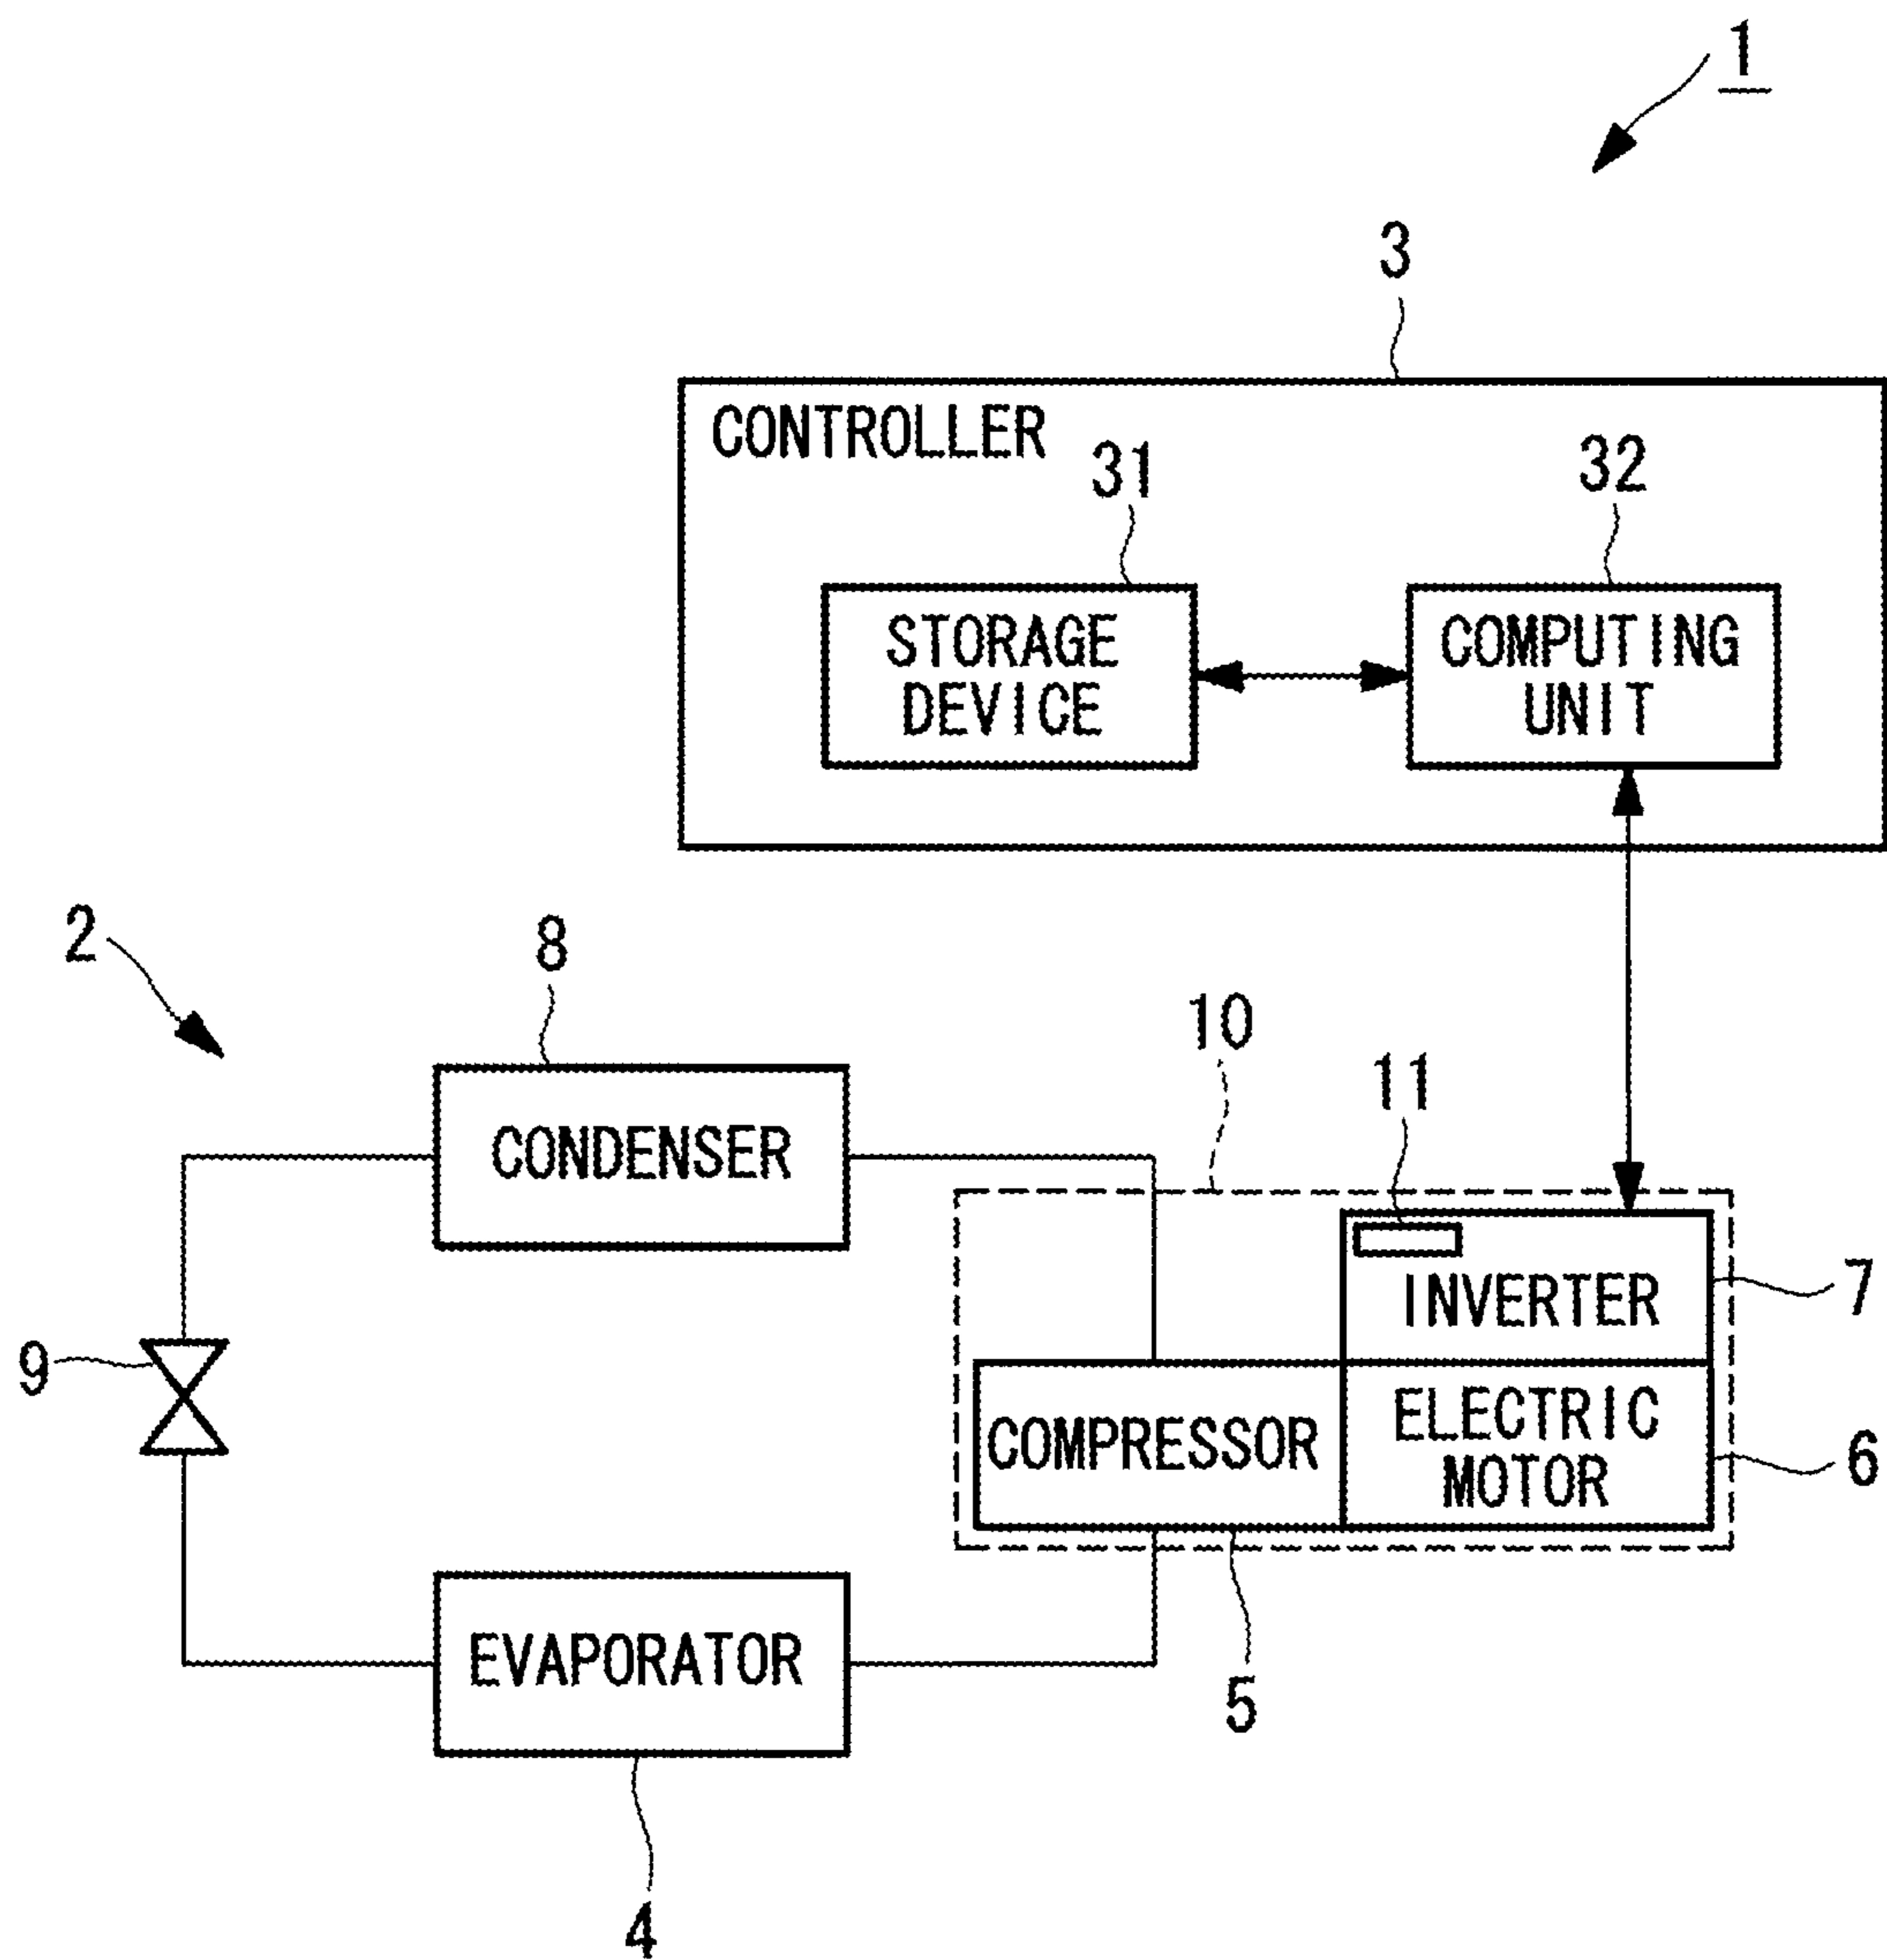 1
3
CONTROLLER
31
32
STORAGE
DEVICE
COMPUTING
UNIT
2
8
10
11
CONDENSER
INVERTER
7
9
COMPRESSOR
ELECTRIC
MOTOR
6
EVAPORATOR
5
4